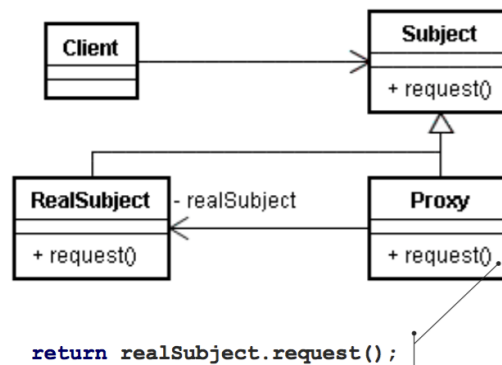 Client
Subject
+ request()
RealSubject
- realSubject
Proxy
+ request()
+ request()
return realSubject.request();